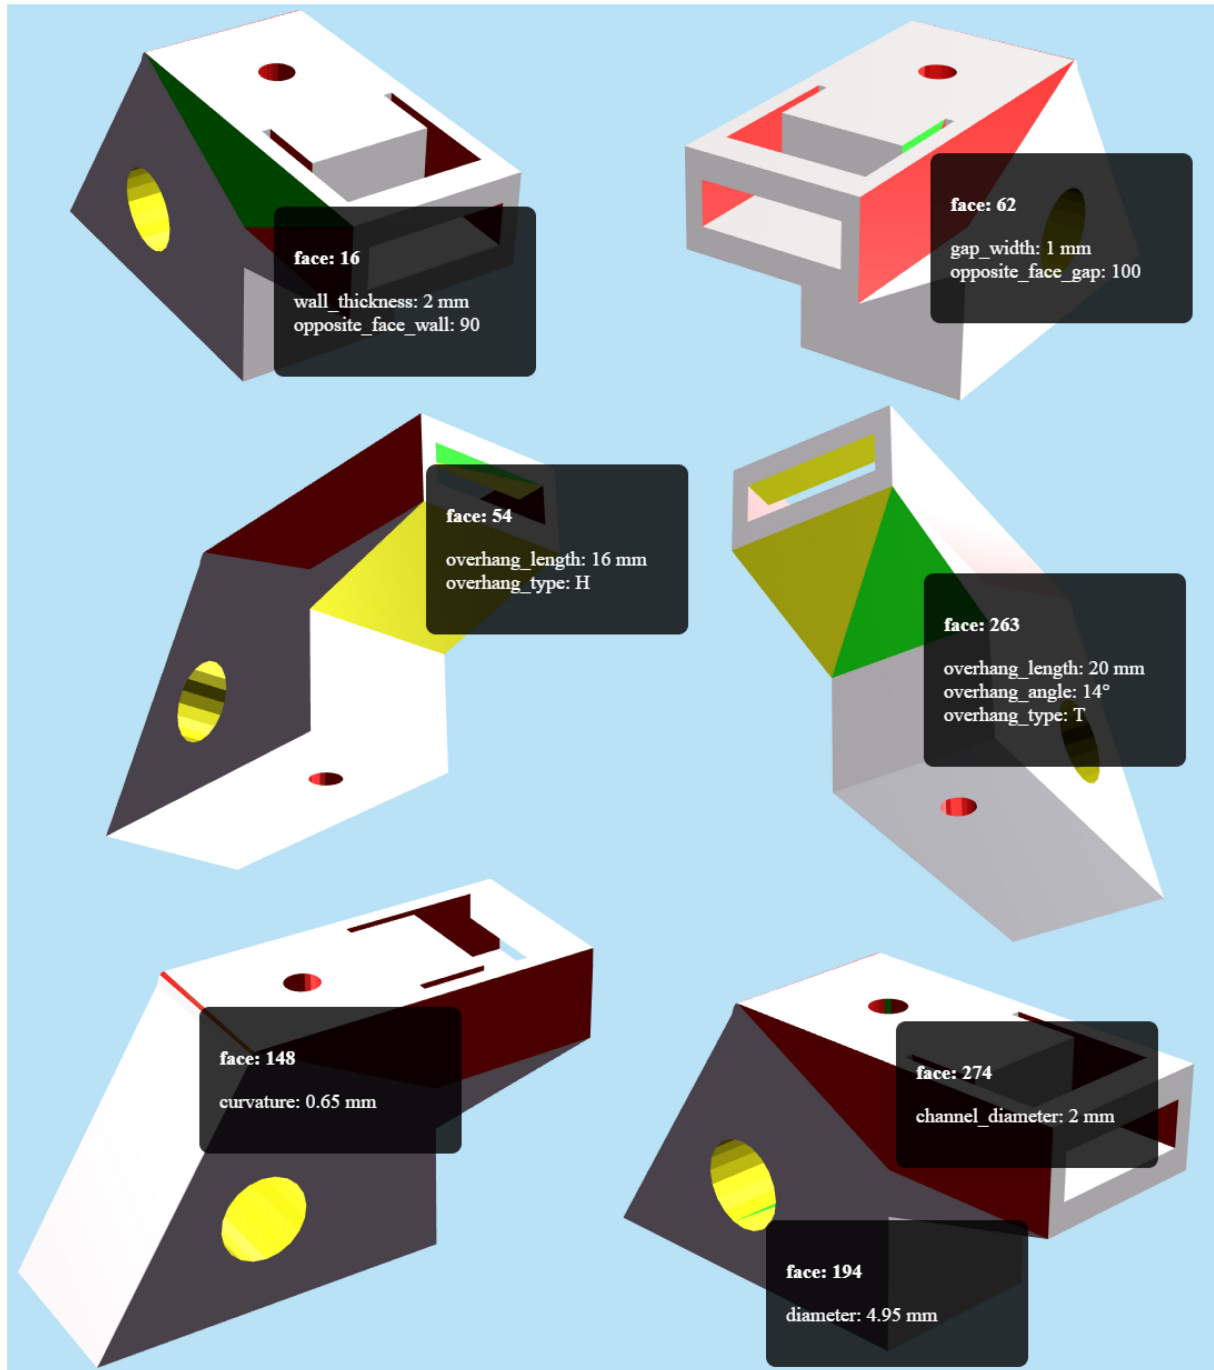 face: 16
wall_thickness: 2 mm
opposite_face_wall: 90
face: 62
gap_width: 1 mm
opposite_face_gap: 100
face: 54
overhang_length: 16 mm
overhang_type: H
face: 263
overhang_length: 20 mm
overhang_angle: 14°
overhang_type: T
face: 148
curvature: 0.65 mm
face: 274
channel_diameter: 2 mm
face: 194
diameter: 4.95 mm